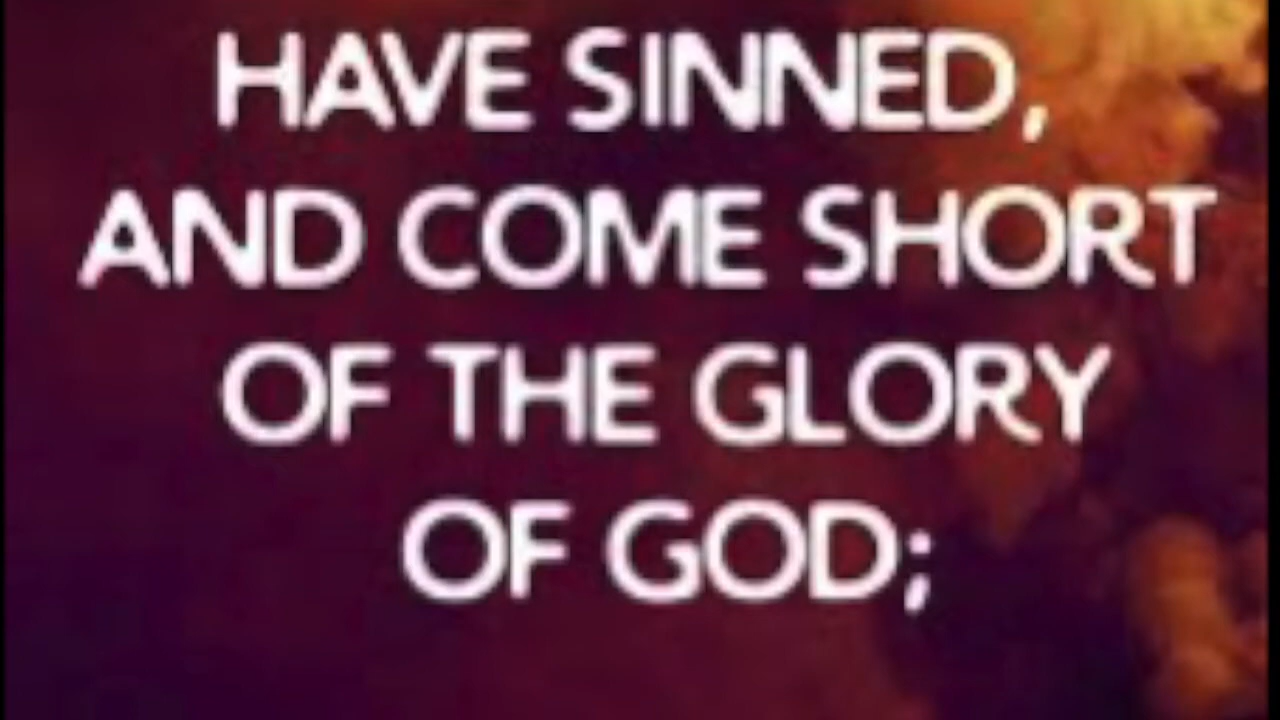 HAVE SINNED,
AND COME SHORT
OF THE GLORY
OF GOD;